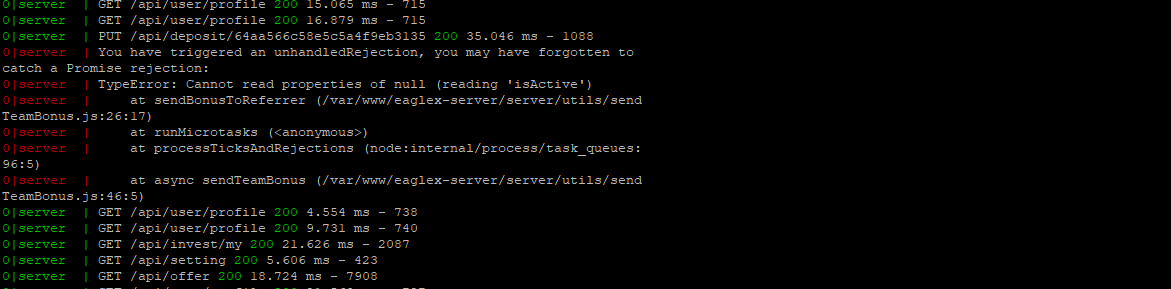 0|server  | GET /api/user/profile 200 15.065 ms - 715
0|server  | GET /api/user/profile 200 16.879 ms - 715
0|server  | PUT /api/deposit/64aa566c58e5c5a4f9eb3135 200 35.046 ms - 1088
0|server  | You have triggered an unhandledRejection, you may have forgotten to
catch a Promise rejection:
0|server  | TypeError: Cannot read properties of null (reading 'isActive')
0|server  |     at sendBonusToReferrer (/var/www/eaglex-server/server/utils/send
TeamBonus.js:26:17)
0|server  |     at runMicrotasks (<anonymous>)
0|server  |     at processTicksAndRejections (node:internal/process/task_queues:
96:5)
0|server  |     at async sendTeamBonus (/var/www/eaglex-server/server/utils/send
TeamBonus.js:46:5)
0|server  | GET /api/user/profile 200 4.554 ms - 738
0|server  | GET /api/user/profile 200 9.731 ms - 740
0|server  | GET /api/invest/my 200 21.626 ms - 2087
0|server  | GET /api/setting 200 5.606 ms - 423
0|server  | GET /api/offer 200 18.724 ms - 7908